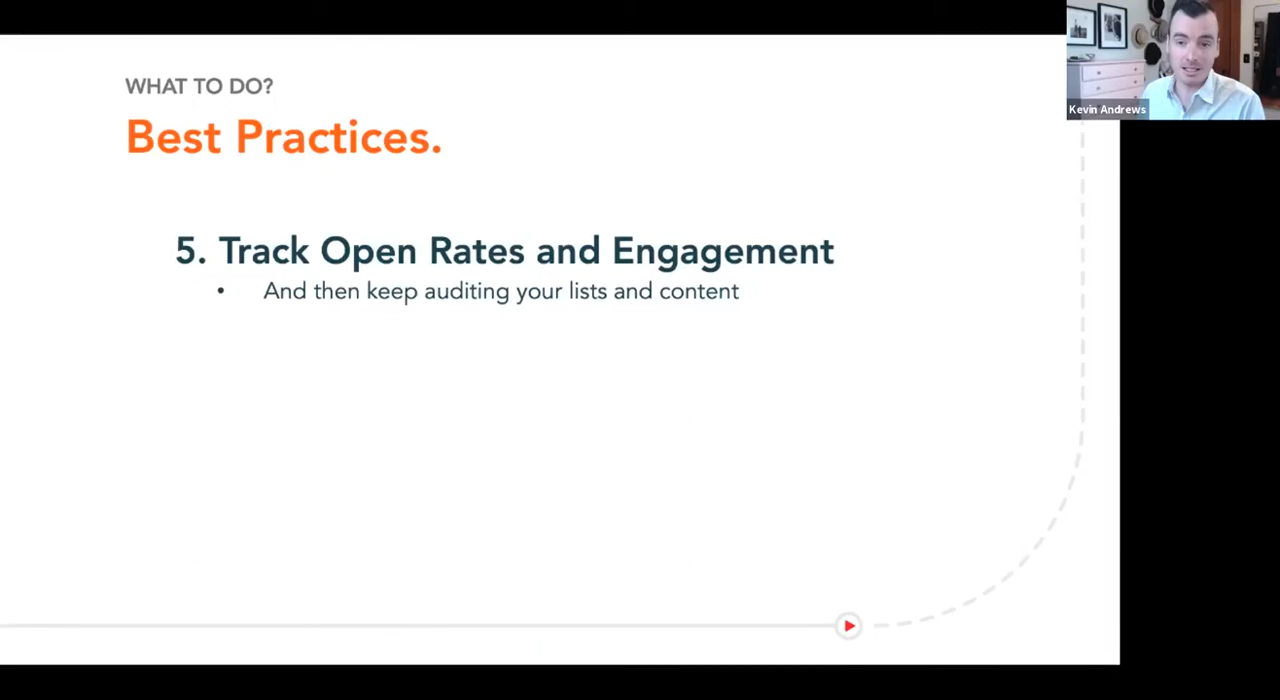 WHAT TO DO?
Best Practices.
5. Track Open Rates and Engagement
• And then keep auditing your lists and content
Kevin Andrews